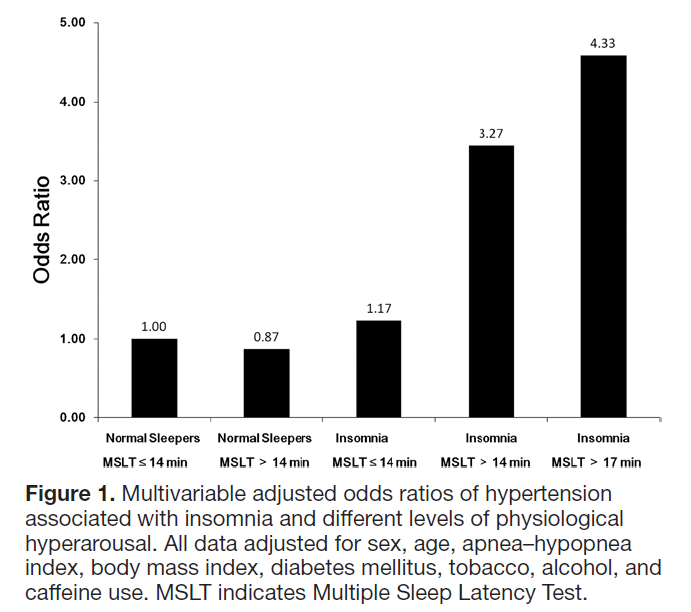 5.00
4.00
3.00
2.00
1.00
0.00
Odds Ratio
1.00
0.87
1.17
3.27
4.33
Normal Sleepers Normal Sleepers Insomnia Insomnia Insomnia
MSLT ≤ 14 min MSLT > 14 min MSLT ≤ 14 min MSLT > 14 min MSLT > 17 min
Figure 1. Multivariable adjusted odds ratios of hypertension
associated with insomnia and different levels of physiological
hyperarousal. All data adjusted for sex, age, apnea–hypopnea
index, body mass index, diabetes mellitus, tobacco, alcohol, and
caffeine use. MSLT indicates Multiple Sleep Latency Test.